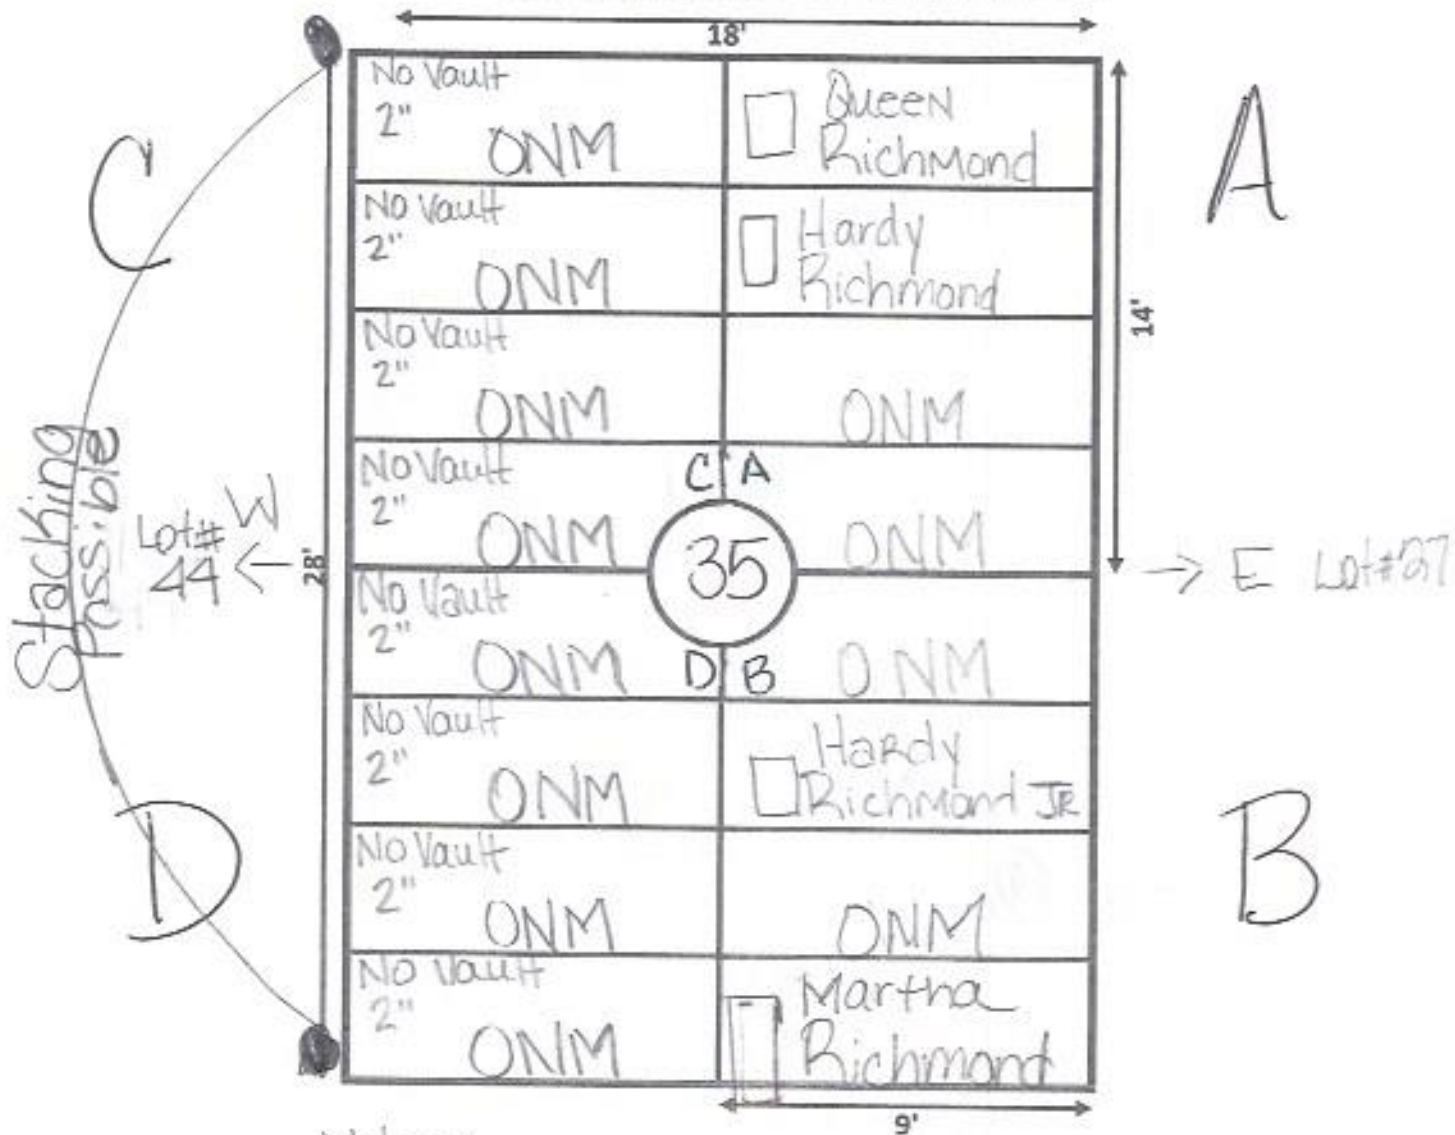 18'
No Vault
2"
ONM
Queen
Richmond
C
A
No Vault
2"
ONM
Hardy
Richmond
14'
No Vault
2"
ONM
ONM
Stacking
Possible
No Vault
2"
ONM
C A
ONM
W
Lot#
44
28'
35
E Lot#27
No Vault
2"
ONM
D B
ONM
No Vault
2"
ONM
Hardy
Richmond JR
D
B
No Vault
2"
ONM
ONM
No Vault
2"
ONM
Martha
Richmond
9'